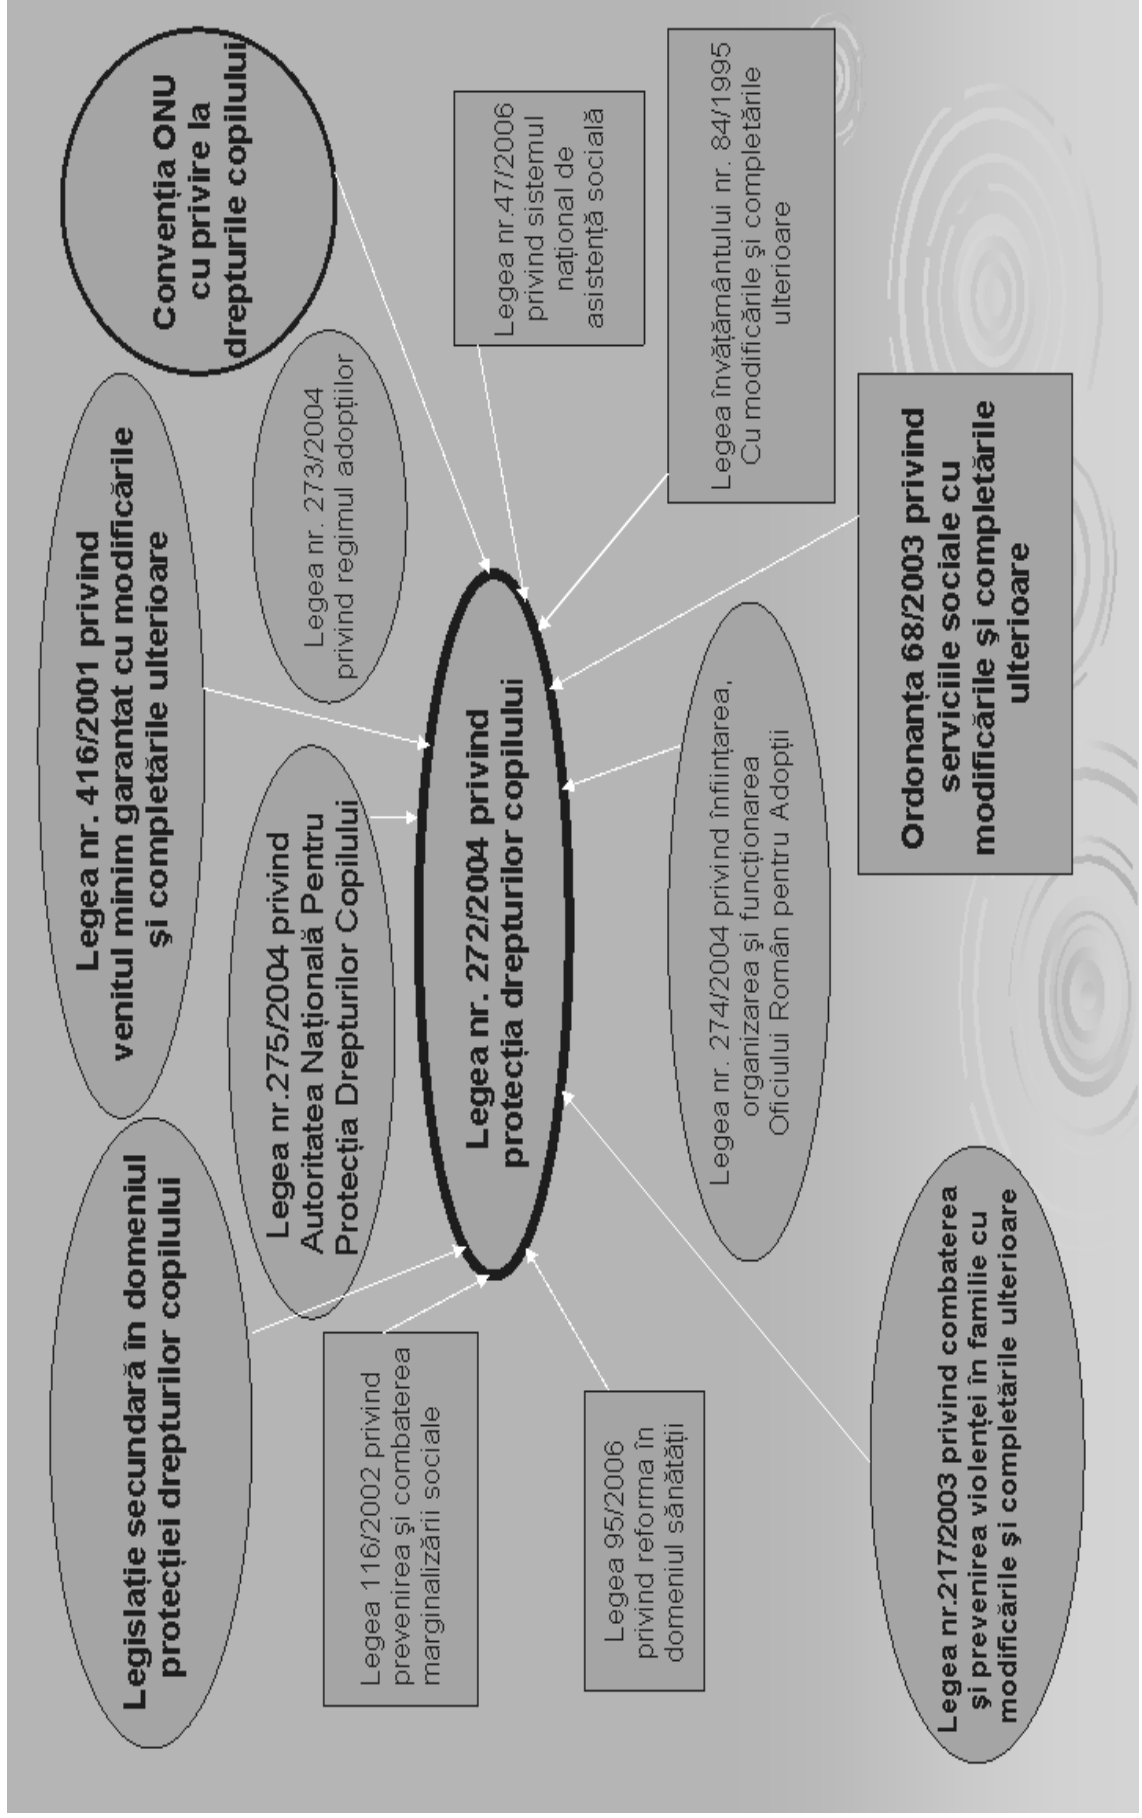 Legislație secundară în domeniul
protecției drepturilor copilului
Legea nr. 416/2001 privind
venitul minim garantat cu modificările
și completările ulterioare
Convenția ONU
cu privire la
drepturile copilului
Legea nr.275/2004 privind
Autoritatea Națională Pentru
Protecția Drepturilor Copilului
Legea nr. 273/2004
privind regimul adopțiilor
Legea 116/2002 privind
prevenirea și combaterea
marginalizării sociale
Legea nr. 272/2004 privind
protecția drepturilor copilului
Legea nr.47/2006
privind sistemul
național de
asistență socială
Legea 95/2006
privind reforma în
domeniul sănătății
Legea nr. 274/2004 privind înființarea,
organizarea și funcționarea
Oficiului Român pentru Adopții
Legea învățământului nr. 84/1995
Cu modificările și completările
ulterioare
Legea nr.217/2003 privind combaterea
și prevenirea violenței în familie cu
modificările și completările ulterioare
Ordonanța 68/2003 privind
serviciile sociale cu
modificările și completările
ulterioare